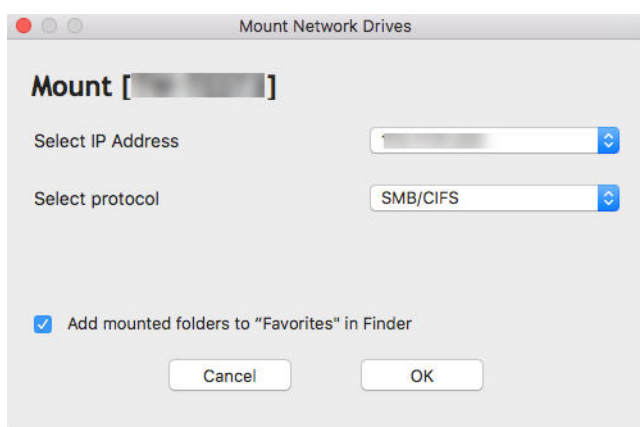 Mount Network Drives
Mount [ ]
Select IP Address
Select protocol SMB/CIFS
Add mounted folders to “Favorites" in Finder
Cancel OK